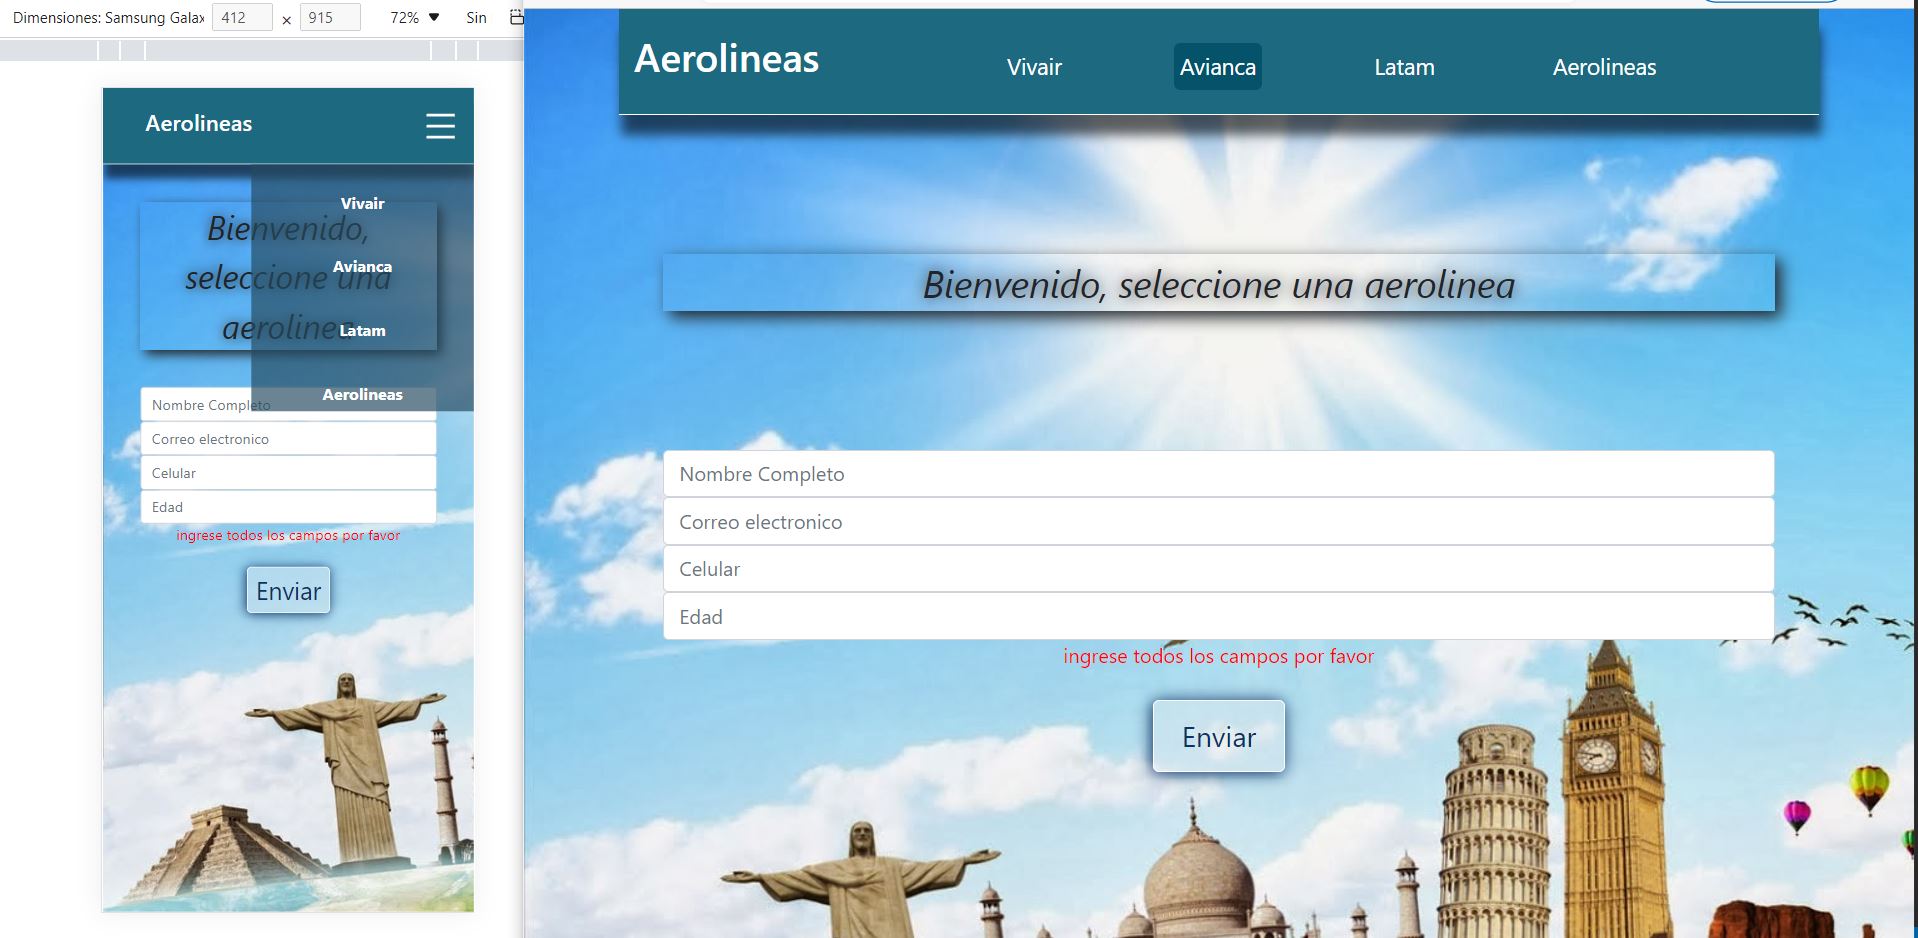 Dimensiones: Samsung Galax 412 × 915 72% Sin
Aerolineas
Vivair
Bienvenido,
Avianca
seleccione una
Latam
aerolinea
Aerolineas
Nombre Completo
Correo electronico
Celular
Edad
ingrese todos los campos por favor
Enviar
Aerolineas Vivair Avianca Latam Aerolineas
Bienvenido, seleccione una aerolinea
Nombre Completo
Correo electronico
Celular
Edad
ingrese todos los campos por favor
Enviar